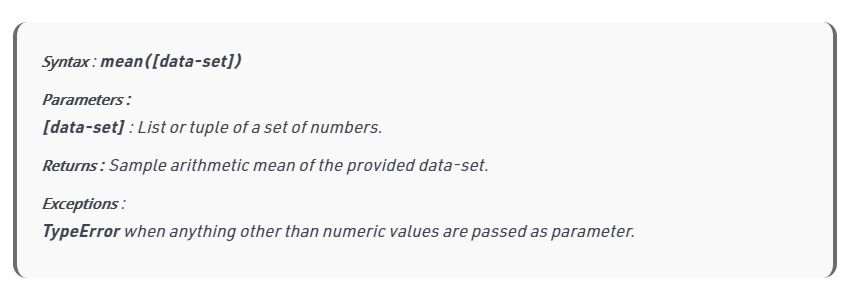 Syntax : mean([data-set])
Parameters :
[data-set] : List or tuple of a set of numbers.
Returns : Sample arithmetic mean of the provided data-set.
Exceptions :
TypeError when anything other than numeric values are passed as parameter.